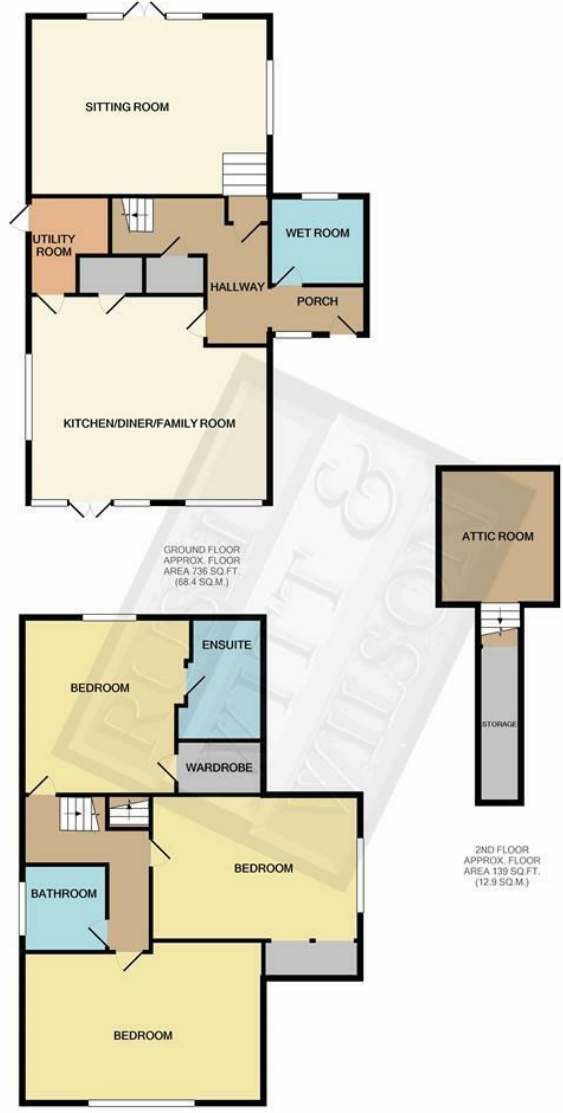 SITTING ROOM
UTILITY
ROOM
WET ROOM
HALLWAY
PORCH
KITCHEN/DINER/FAMILY ROOM
GROUND FLOOR
APPROX. FLOOR
AREA 736 SQ.FT.
(68.4 SQ.M.)
ATTIC ROOM
STORAGE
2ND FLOOR
APPROX. FLOOR
AREA 139 SQ.FT.
(12.9 SQ.M.)
BEDROOM
ENSUITE
WARDROBE
BEDROOM
BATHROOM
BEDROOM
WILSON